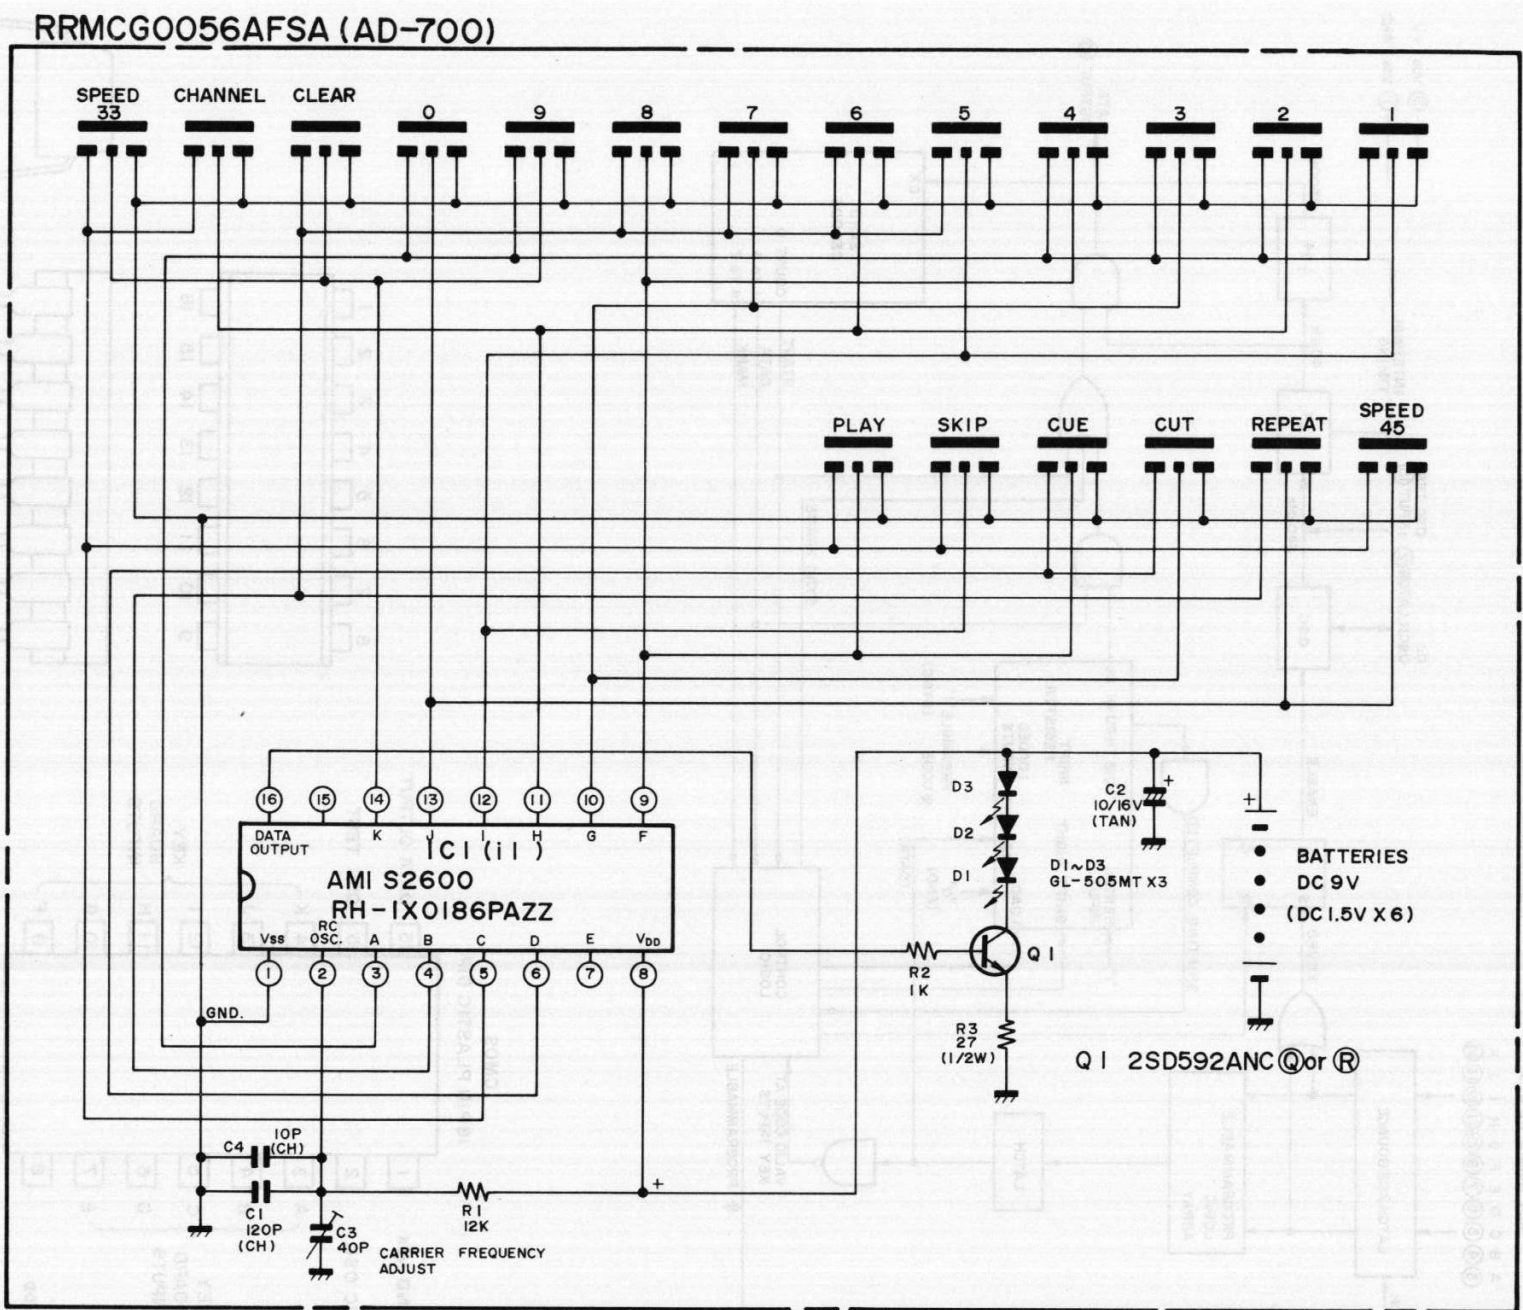 RRMCG0056AFSA (AD-700)
SPEED 33
CHANNEL
CLEAR
0
9
8
7
6
5
4
3
2
1
PLAY
SKIP
CUE
CUT
REPEAT
SPEED 45
16
15
14
13
12
11
10
9
DATA OUTPUT
K
J
I
H
G
F
IC1 (i1)
AMI S2600
RH-1X0186PAZZ
Vss
RC OSC.
A
B
C
D
E
VDD
1
2
3
4
5
6
7
8
GND.
C4
10P
(CH)
C1
120P
(CH)
C3
40P
R1
12K
+
CARRIER FREQUENCY
ADJUST
D3
D2
D1
D1~D3
GL-505MT X3
C2
10/16V
(TAN)
+
+
BATTERIES
DC 9V
(DC 1.5V X 6)
R2
1K
Q1
R3
27
(1/2W)
Q1 2SD592ANC Ⓠ or Ⓡ